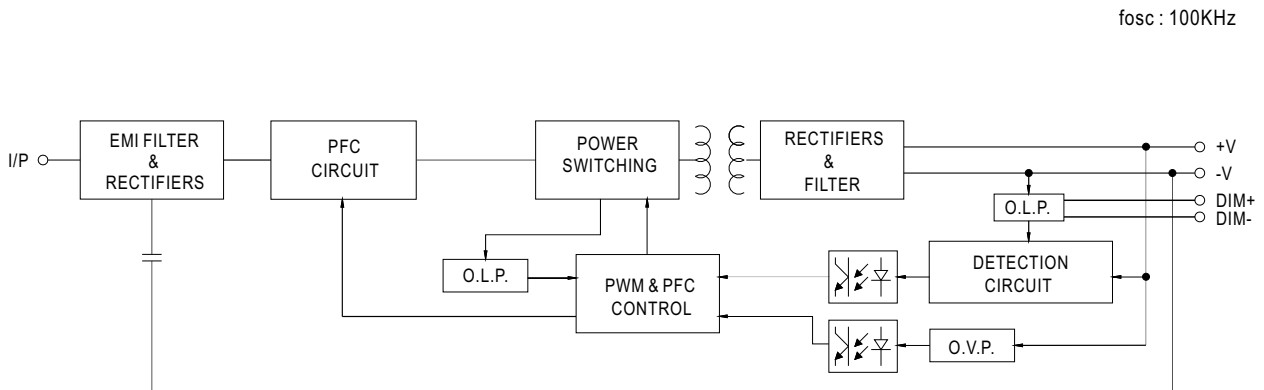 fosc : 100KHz
I/P
EMI FILTER
&
RECTIFIERS
PFC
CIRCUIT
POWER
SWITCHING
RECTIFIERS
&
FILTER
+V
-V
DIM+
DIM-
O.L.P.
O.L.P.
PWM & PFC
CONTROL
DETECTION
CIRCUIT
O.V.P.